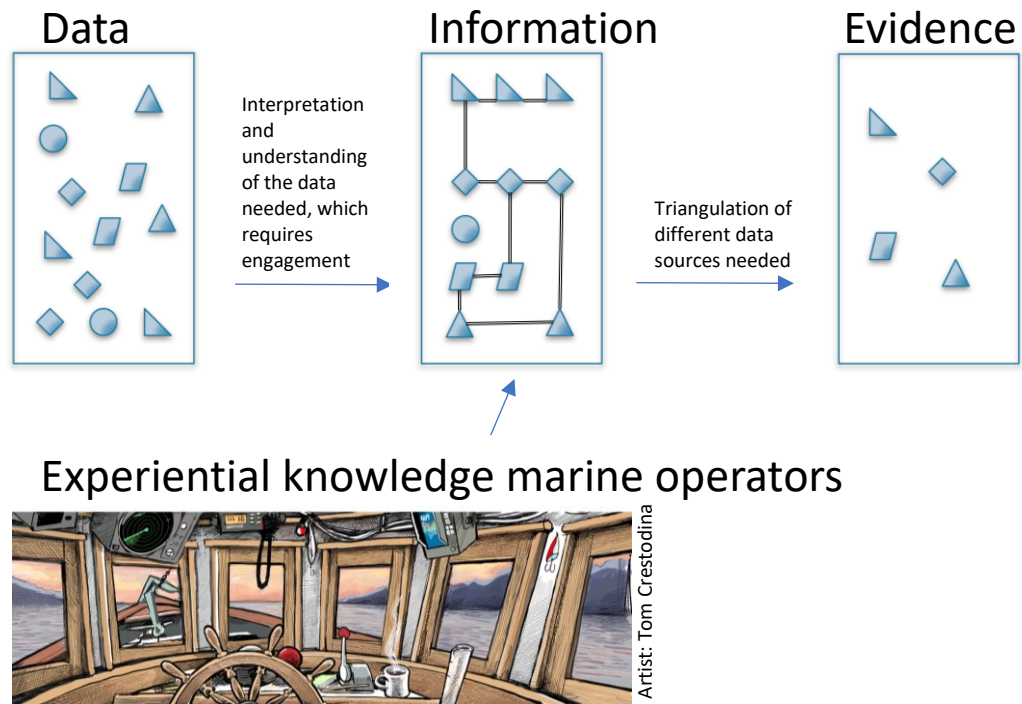 Data
Information
Evidence
Interpretation
and
understanding
of the data
needed, which
requires
engagement
Triangulation of
different data
sources needed
Experiential knowledge marine operators
Artist: Tom Crestodina
16